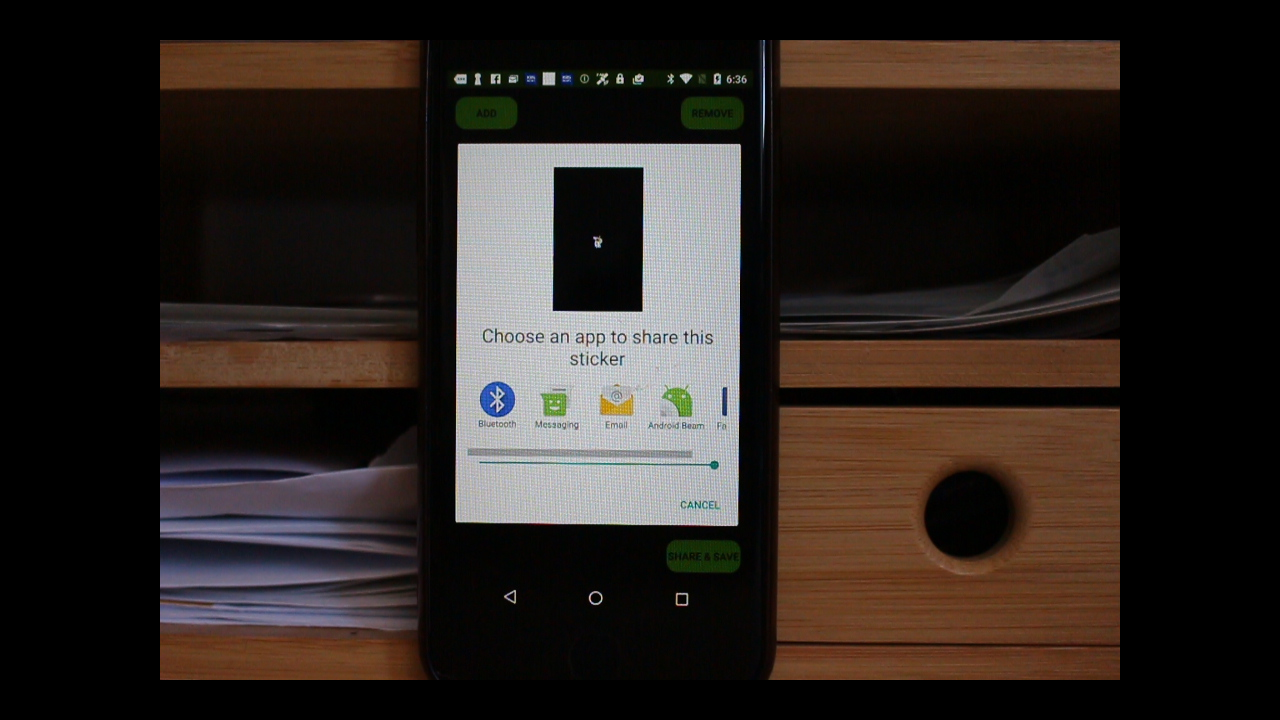 6:36
ADD
REMOVE
Choose an app to share this
sticker
Bluetooth
Messaging
Email
Android Beam
Fa
CANCEL
SHARE & SAVE